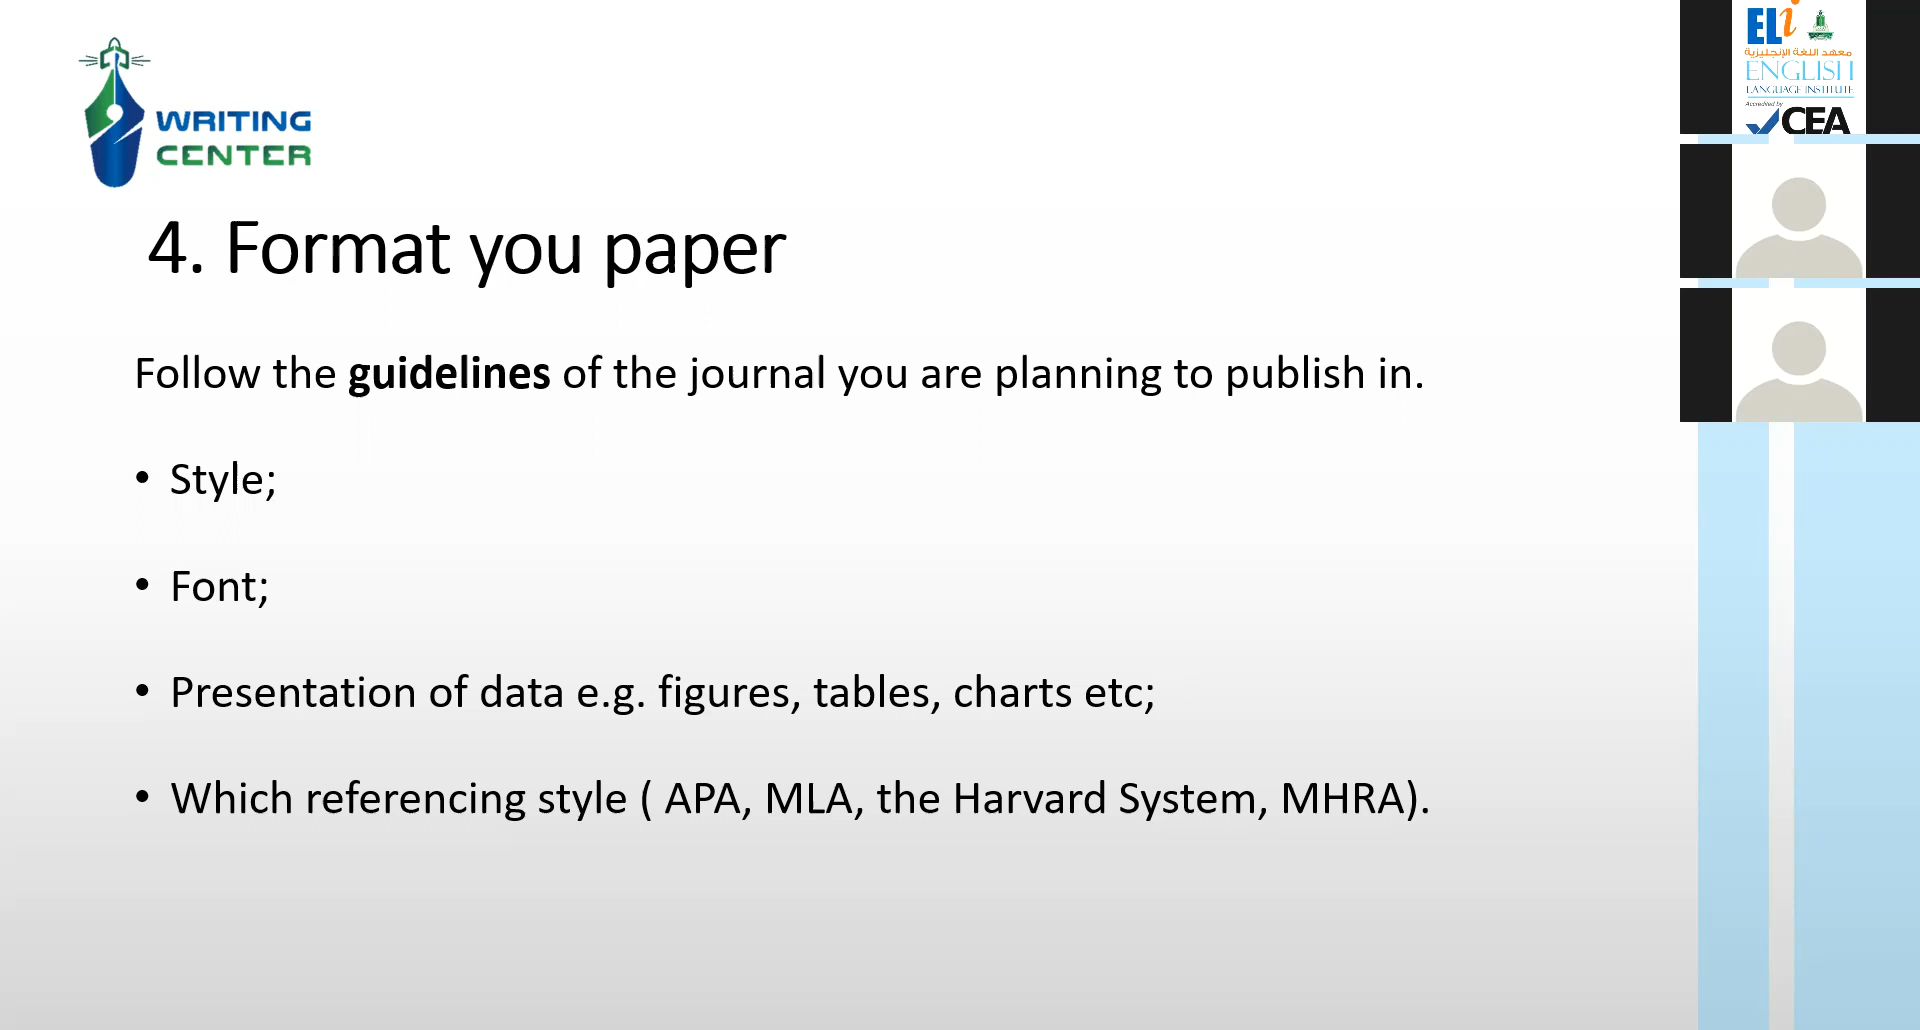 WRITING
CENTER
4. Format you paper
Follow the guidelines of the journal you are planning to publish in.
• Style;
• Font;
• Presentation of data e.g. figures, tables, charts etc;
• Which referencing style ( APA, MLA, the Harvard System, MHRA).
ELi
معهد اللغة الإنجليزية
ENGLISH
LANGUAGE INSTITUTE
Accredited by
CEA